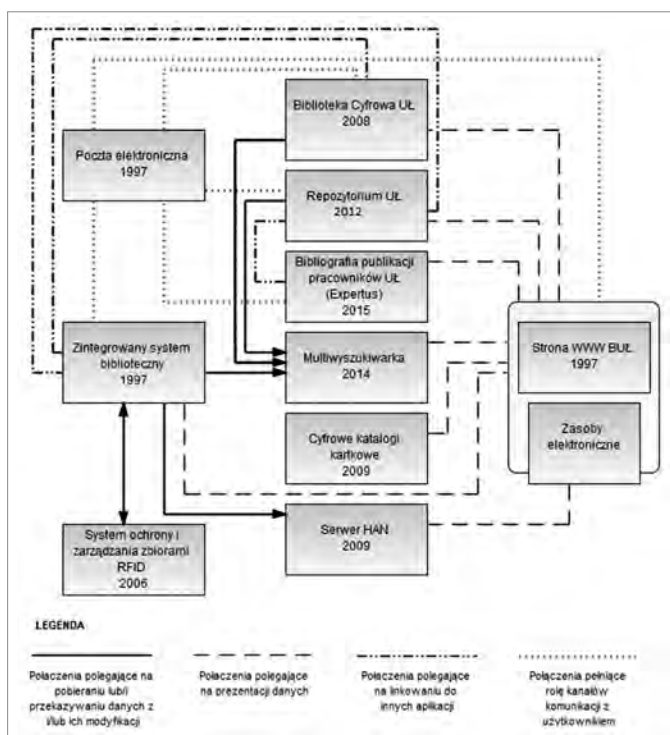 Biblioteka Cyfrowa UŁ
2008
Poczta elektroniczna
1997
Repozytorium UŁ
2012
Bibliografia publikacji
pracowników UŁ
(Expertus)
2015
Zintegrowany system
biblioteczny
1997
Multiwyszukiwarka
2014
Strona WWW BUŁ
1997
Cyfrowe katalogi
kartkowe
2009
Zasoby
elektroniczne
System ochrony i
zarządzania zbiorami
RFID
2006
Serwer HAN
2009
LEGENDA
Połączenia polegające na
pobieraniu lub/i
przekazywaniu danych z
i/lub ich modyfikacji
Połączenia polegające
na prezentacji danych
Połączenia polegające
na linkowaniu do
innych aplikacji
Połączenia pełniące
rolę kanałów
komunikacji z
użytkownikiem